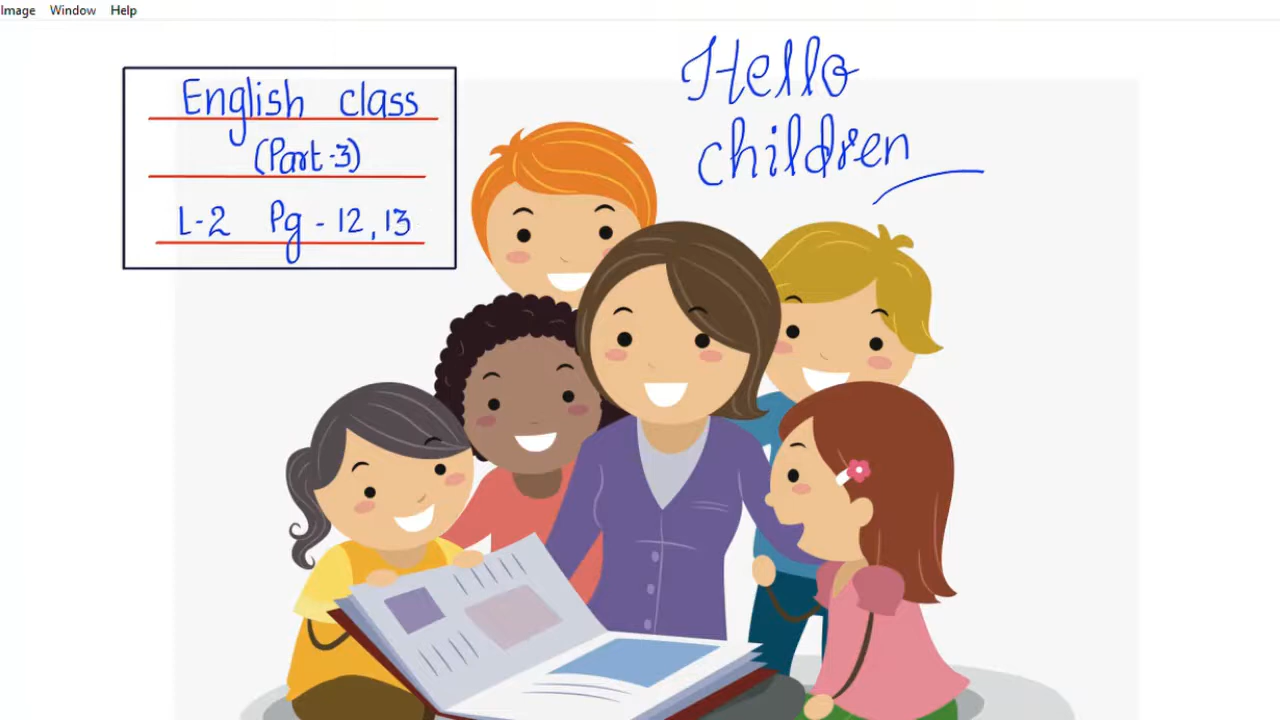 Image Window Help
English class
(Part-3)
L-2 Pg - 12, 13
Hello
children